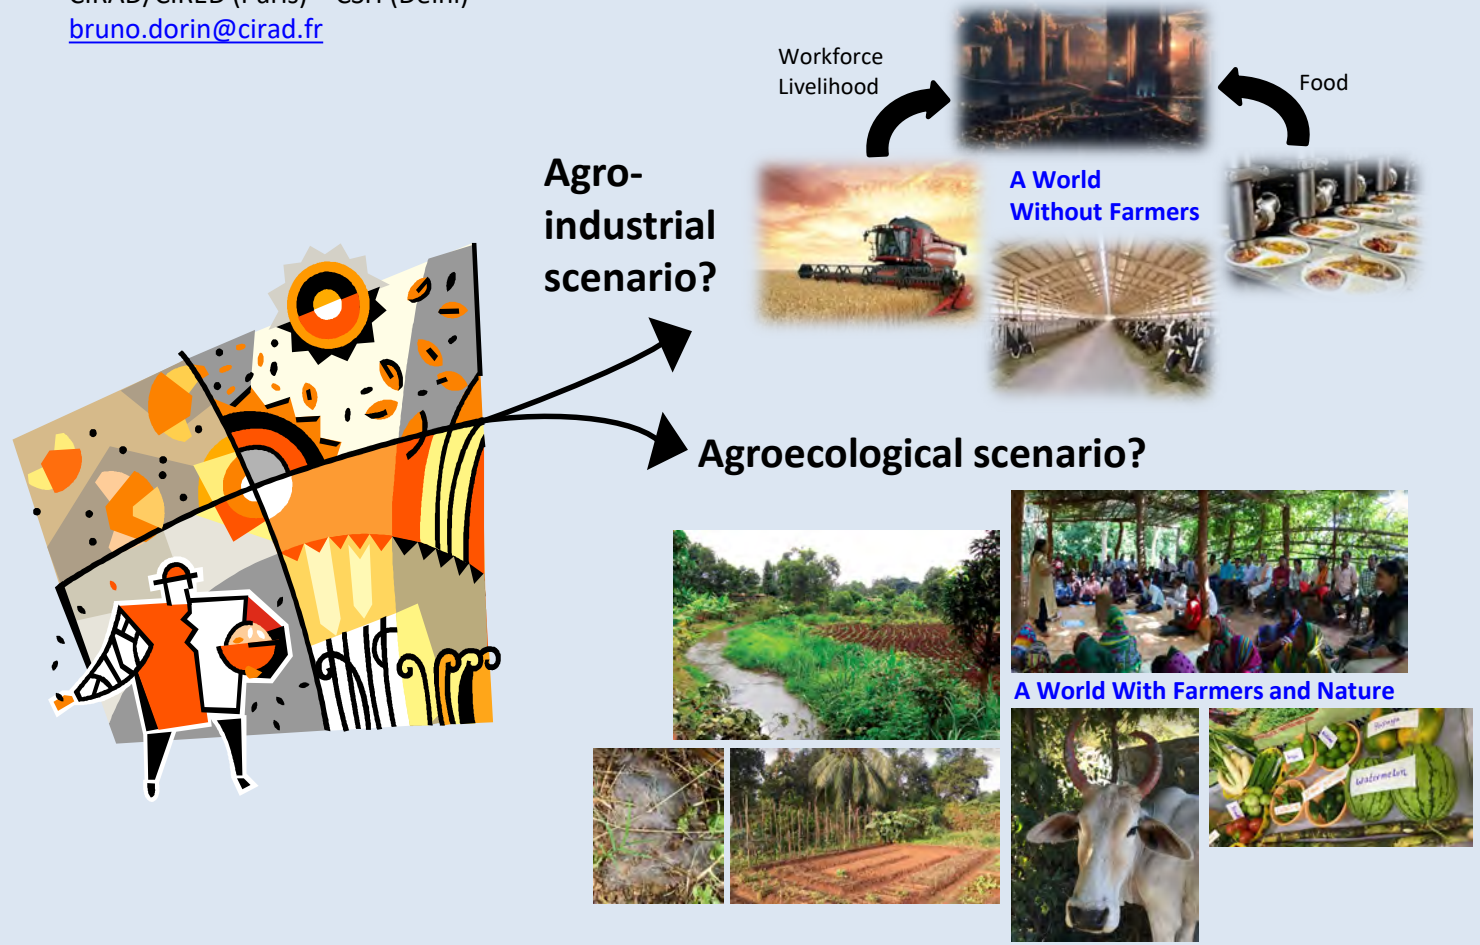 bruno.dorin@cirad.fr
Workforce
Livelihood
Food
Agro-
industrial
scenario?
A World
Without Farmers
Agroecological scenario?
A World With Farmers and Nature
Watermelon